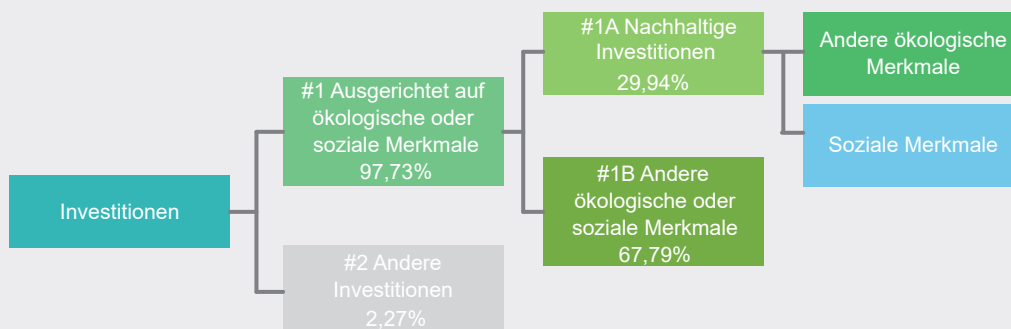 Investitionen
#1 Ausgerichtet auf
ökologische oder
soziale Merkmale
97,73%
#2 Andere
Investitionen
2,27%
#1A Nachhaltige
Investitionen
29,94%
#1B Andere
ökologische oder
soziale Merkmale
67,79%
Andere ökologische
Merkmale
Soziale Merkmale